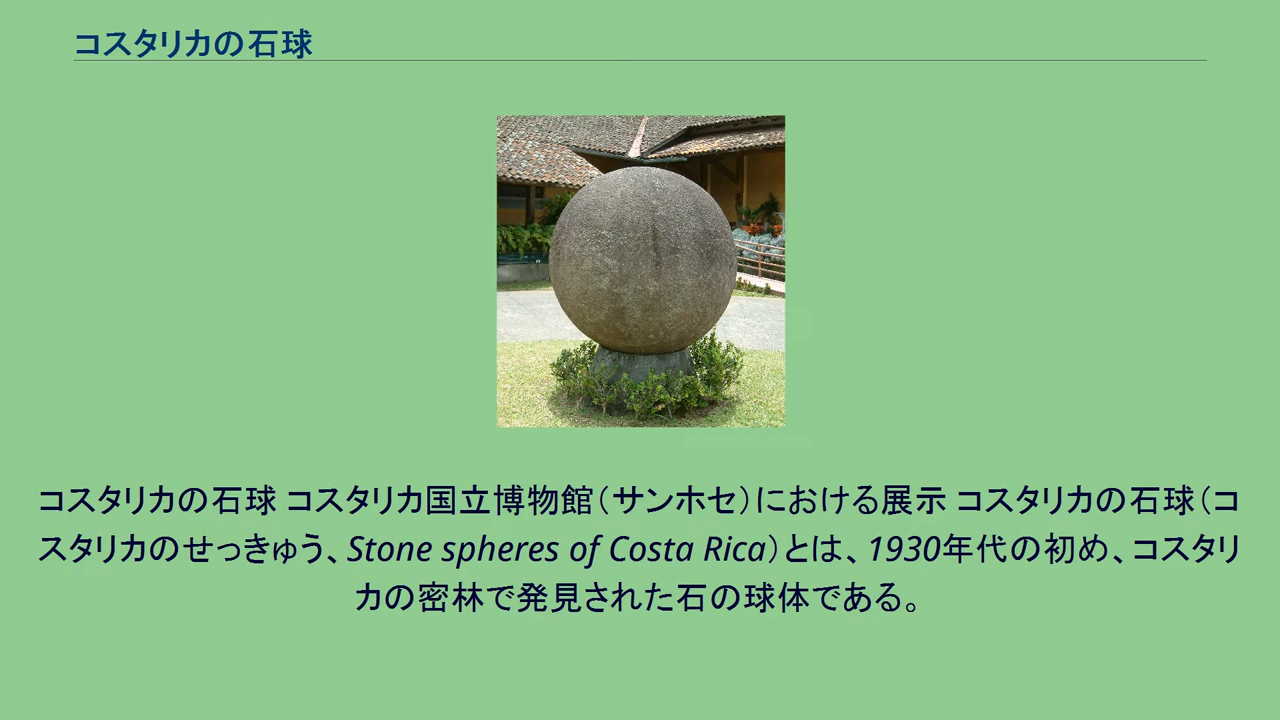 コスタリカの石球
コスタリカの石球 コスタリカ国立博物館（サンホセ）における展示 コスタリカの石球（コ
スタリカのせっきゅう、Stone spheres of Costa Rica）とは、1930年代の初め、コスタリ
カの密林で発見された石の球体である。